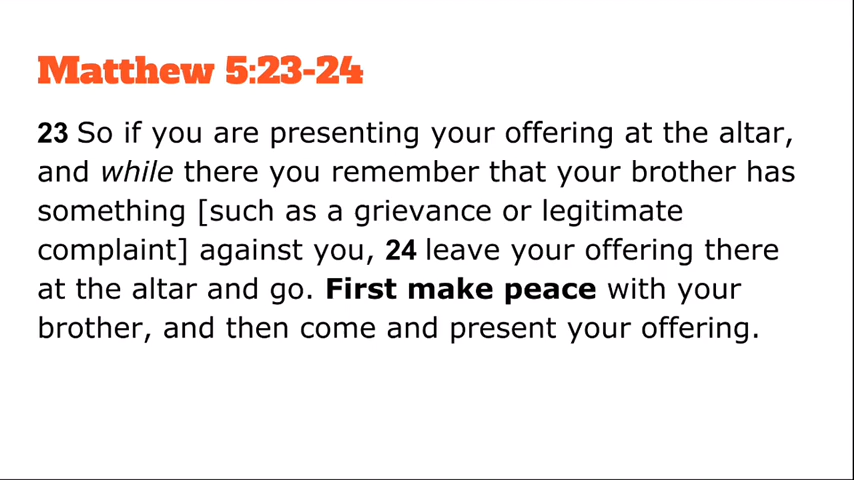 Matthew 5:23-24
23 So if you are presenting your offering at the altar,
and while there you remember that your brother has
something [such as a grievance or legitimate
complaint] against you, 24 leave your offering there
at the altar and go. First make peace with your
brother, and then come and present your offering.